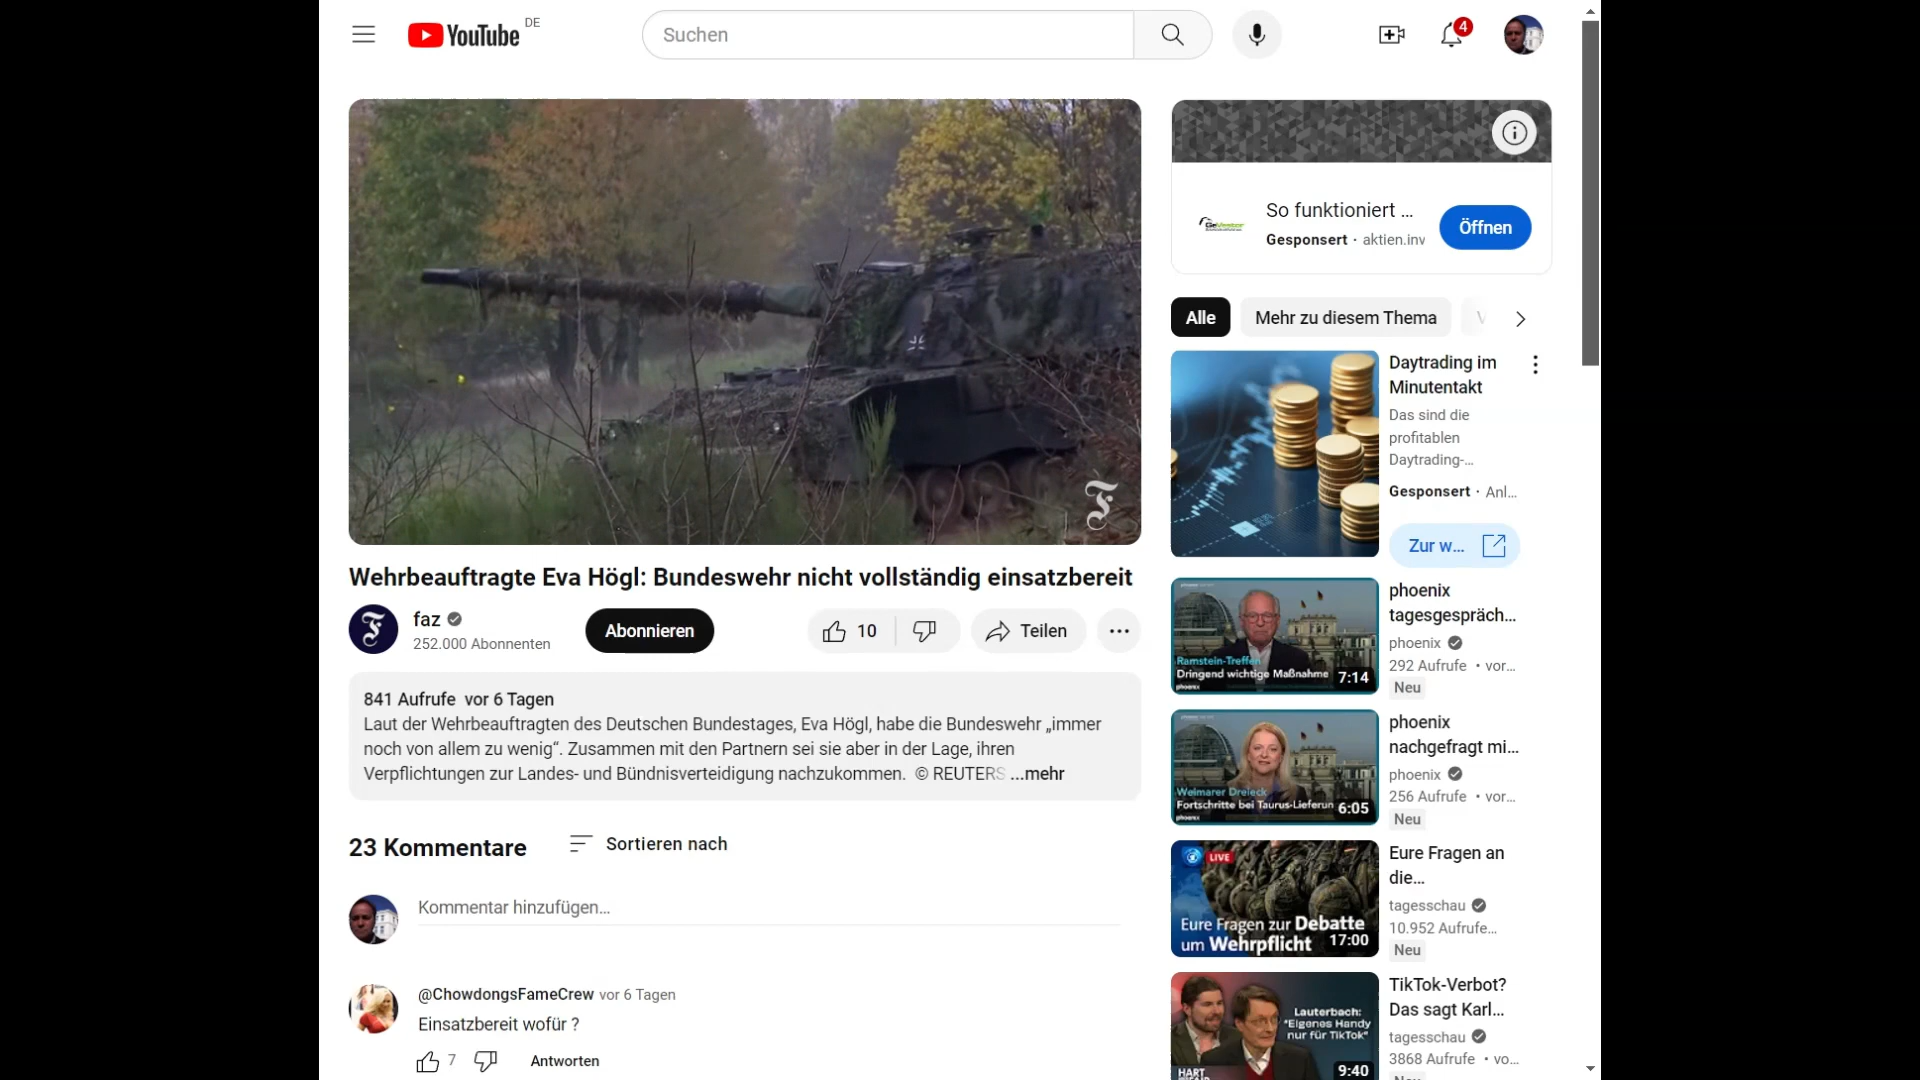 YouTube DE
Suchen
4
Wehrbeauftragte Eva Högl: Bundeswehr nicht vollständig einsatzbereit
faz
252.000 Abonnenten
Abonnieren
10
Teilen
841 Aufrufe vor 6 Tagen
Laut der Wehrbeauftragten des Deutschen Bundestages, Eva Högl, habe die Bundeswehr „immer
noch von allem zu wenig“. Zusammen mit den Partnern sei sie aber in der Lage, ihren
Verpflichtungen zur Landes- und Bündnisverteidigung nachzukommen. © REUTERS ...mehr
23 Kommentare
Sortieren nach
Kommentar hinzufügen...
@ChowdongsFameCrew vor 6 Tagen
Einsatzbereit wofür ?
7
Antworten
GeVestor
So funktioniert ...
Gesponsert · aktien.inv
Öffnen
Alle
Mehr zu diesem Thema
V
Daytrading im
Minutentakt
Das sind die
profitablen
Daytrading-...
Gesponsert · Anl...
Zur w...
Ramstein-Treffen
Dringend wichtige Maßnahme
phoenix
7:14
phoenix
tagesgespräch...
phoenix
292 Aufrufe • vor...
Neu
Weimarer Dreieck
Fortschritte bei Taurus-Lieferun
phoenix
6:05
phoenix
nachgefragt mi...
phoenix
256 Aufrufe • vor...
Neu
LIVE
Eure Fragen zur Debatte
um Wehrpflicht
17:00
Eure Fragen an
die...
tagesschau
10.952 Aufrufe...
Neu
Lauterbach:
"Eigenes Handy
nur für TikTok"
HART
9:40
TikTok-Verbot?
Das sagt Karl...
tagesschau
3868 Aufrufe • vo...
Neu